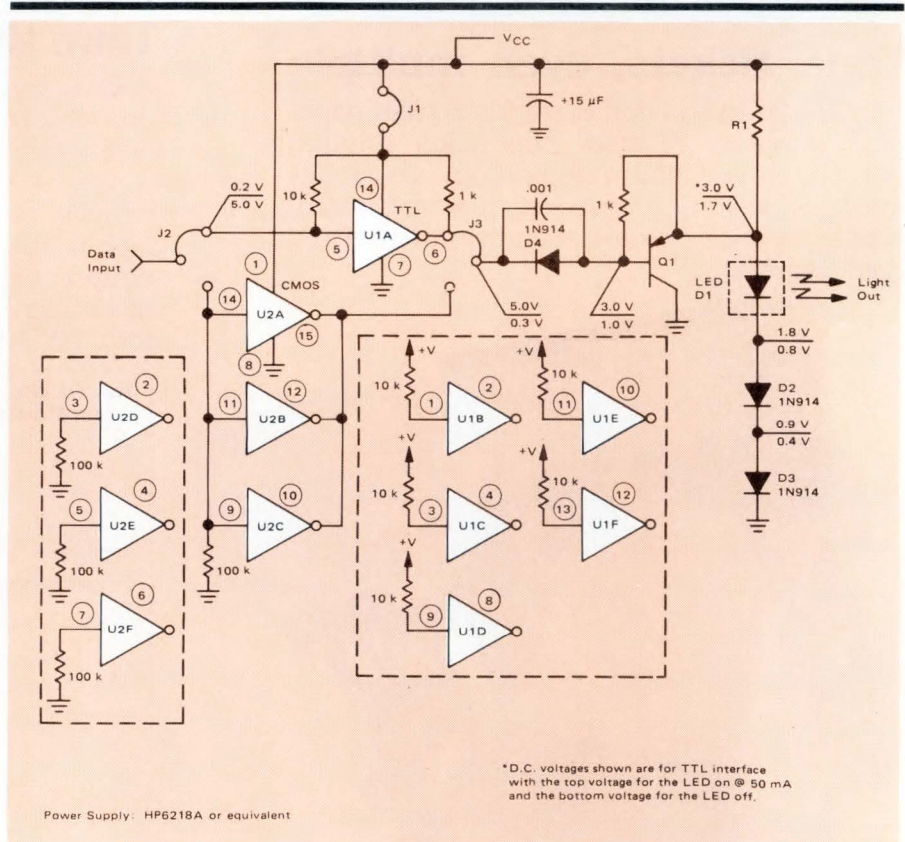 VCC
+15 µF
J1
R1
10 k
14
TTL
1 k
J3
.001
1 k
*3.0 V
1.7 V
0.2 V
5.0 V
J2
U1A
5
6
7
1N914
D4
Q1
Data
Input
1
CMOS
14
U2A
15
8
5.0V
0.3 V
3.0 V
1.0 V
LED
D1
Light
Out
1.8 V
0.8 V
2
3
U2D
100 k
11
12
U2B
+V
10 k
1
2
U1B
+V
10 k
11
10
U1E
D2
1N914
0.9 V
0.4 V
4
5
U2E
100 k
9
10
U2C
100 k
+V
10 k
3
4
U1C
+V
10 k
13
12
U1F
D3
1N914
6
7
U2F
100 k
+V
10 k
9
8
U1D
*D.C. voltages shown are for TTL interface
with the top voltage for the LED on @ 50 mA
and the bottom voltage for the LED off.
Power Supply: HP6218A or equivalent